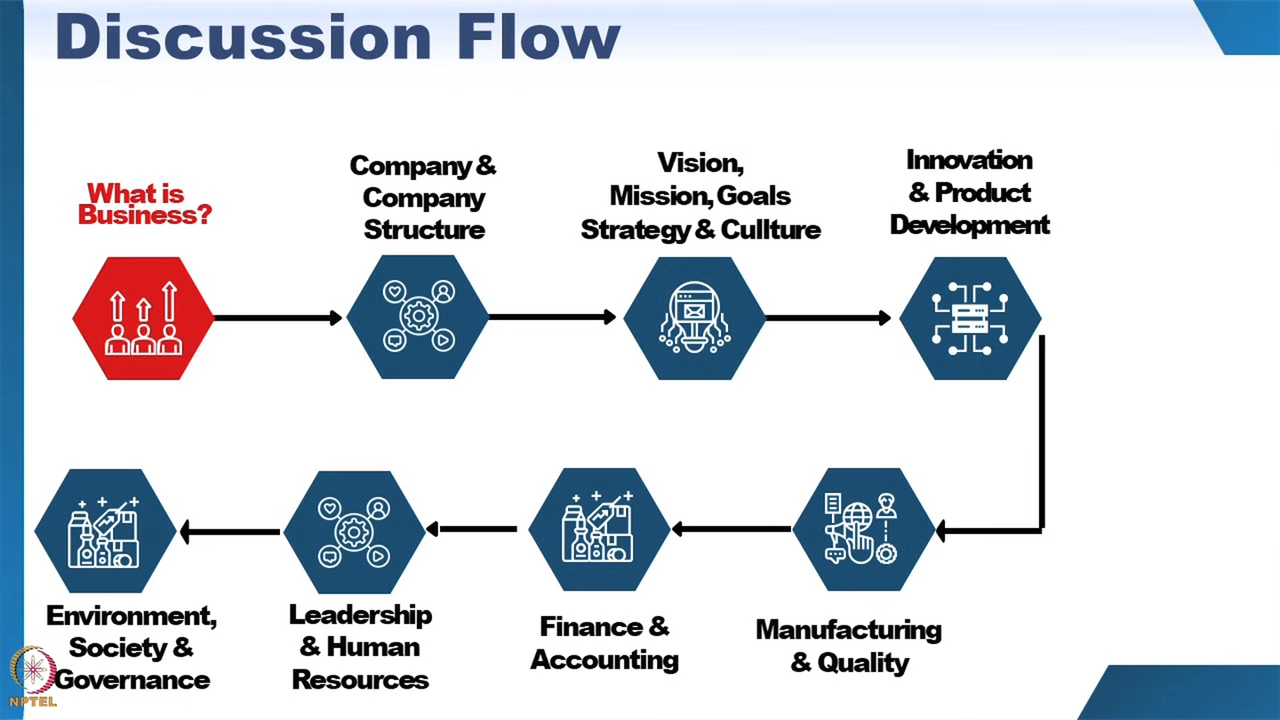 Discussion Flow
What is
Business?
Company &
Company
Structure
Vision,
Mission, Goals
Strategy & Cullture
Innovation
& Product
Development
Manufacturing
& Quality
Finance &
Accounting
Leadership
& Human
Resources
Environment,
Society &
Governance
NPTEL